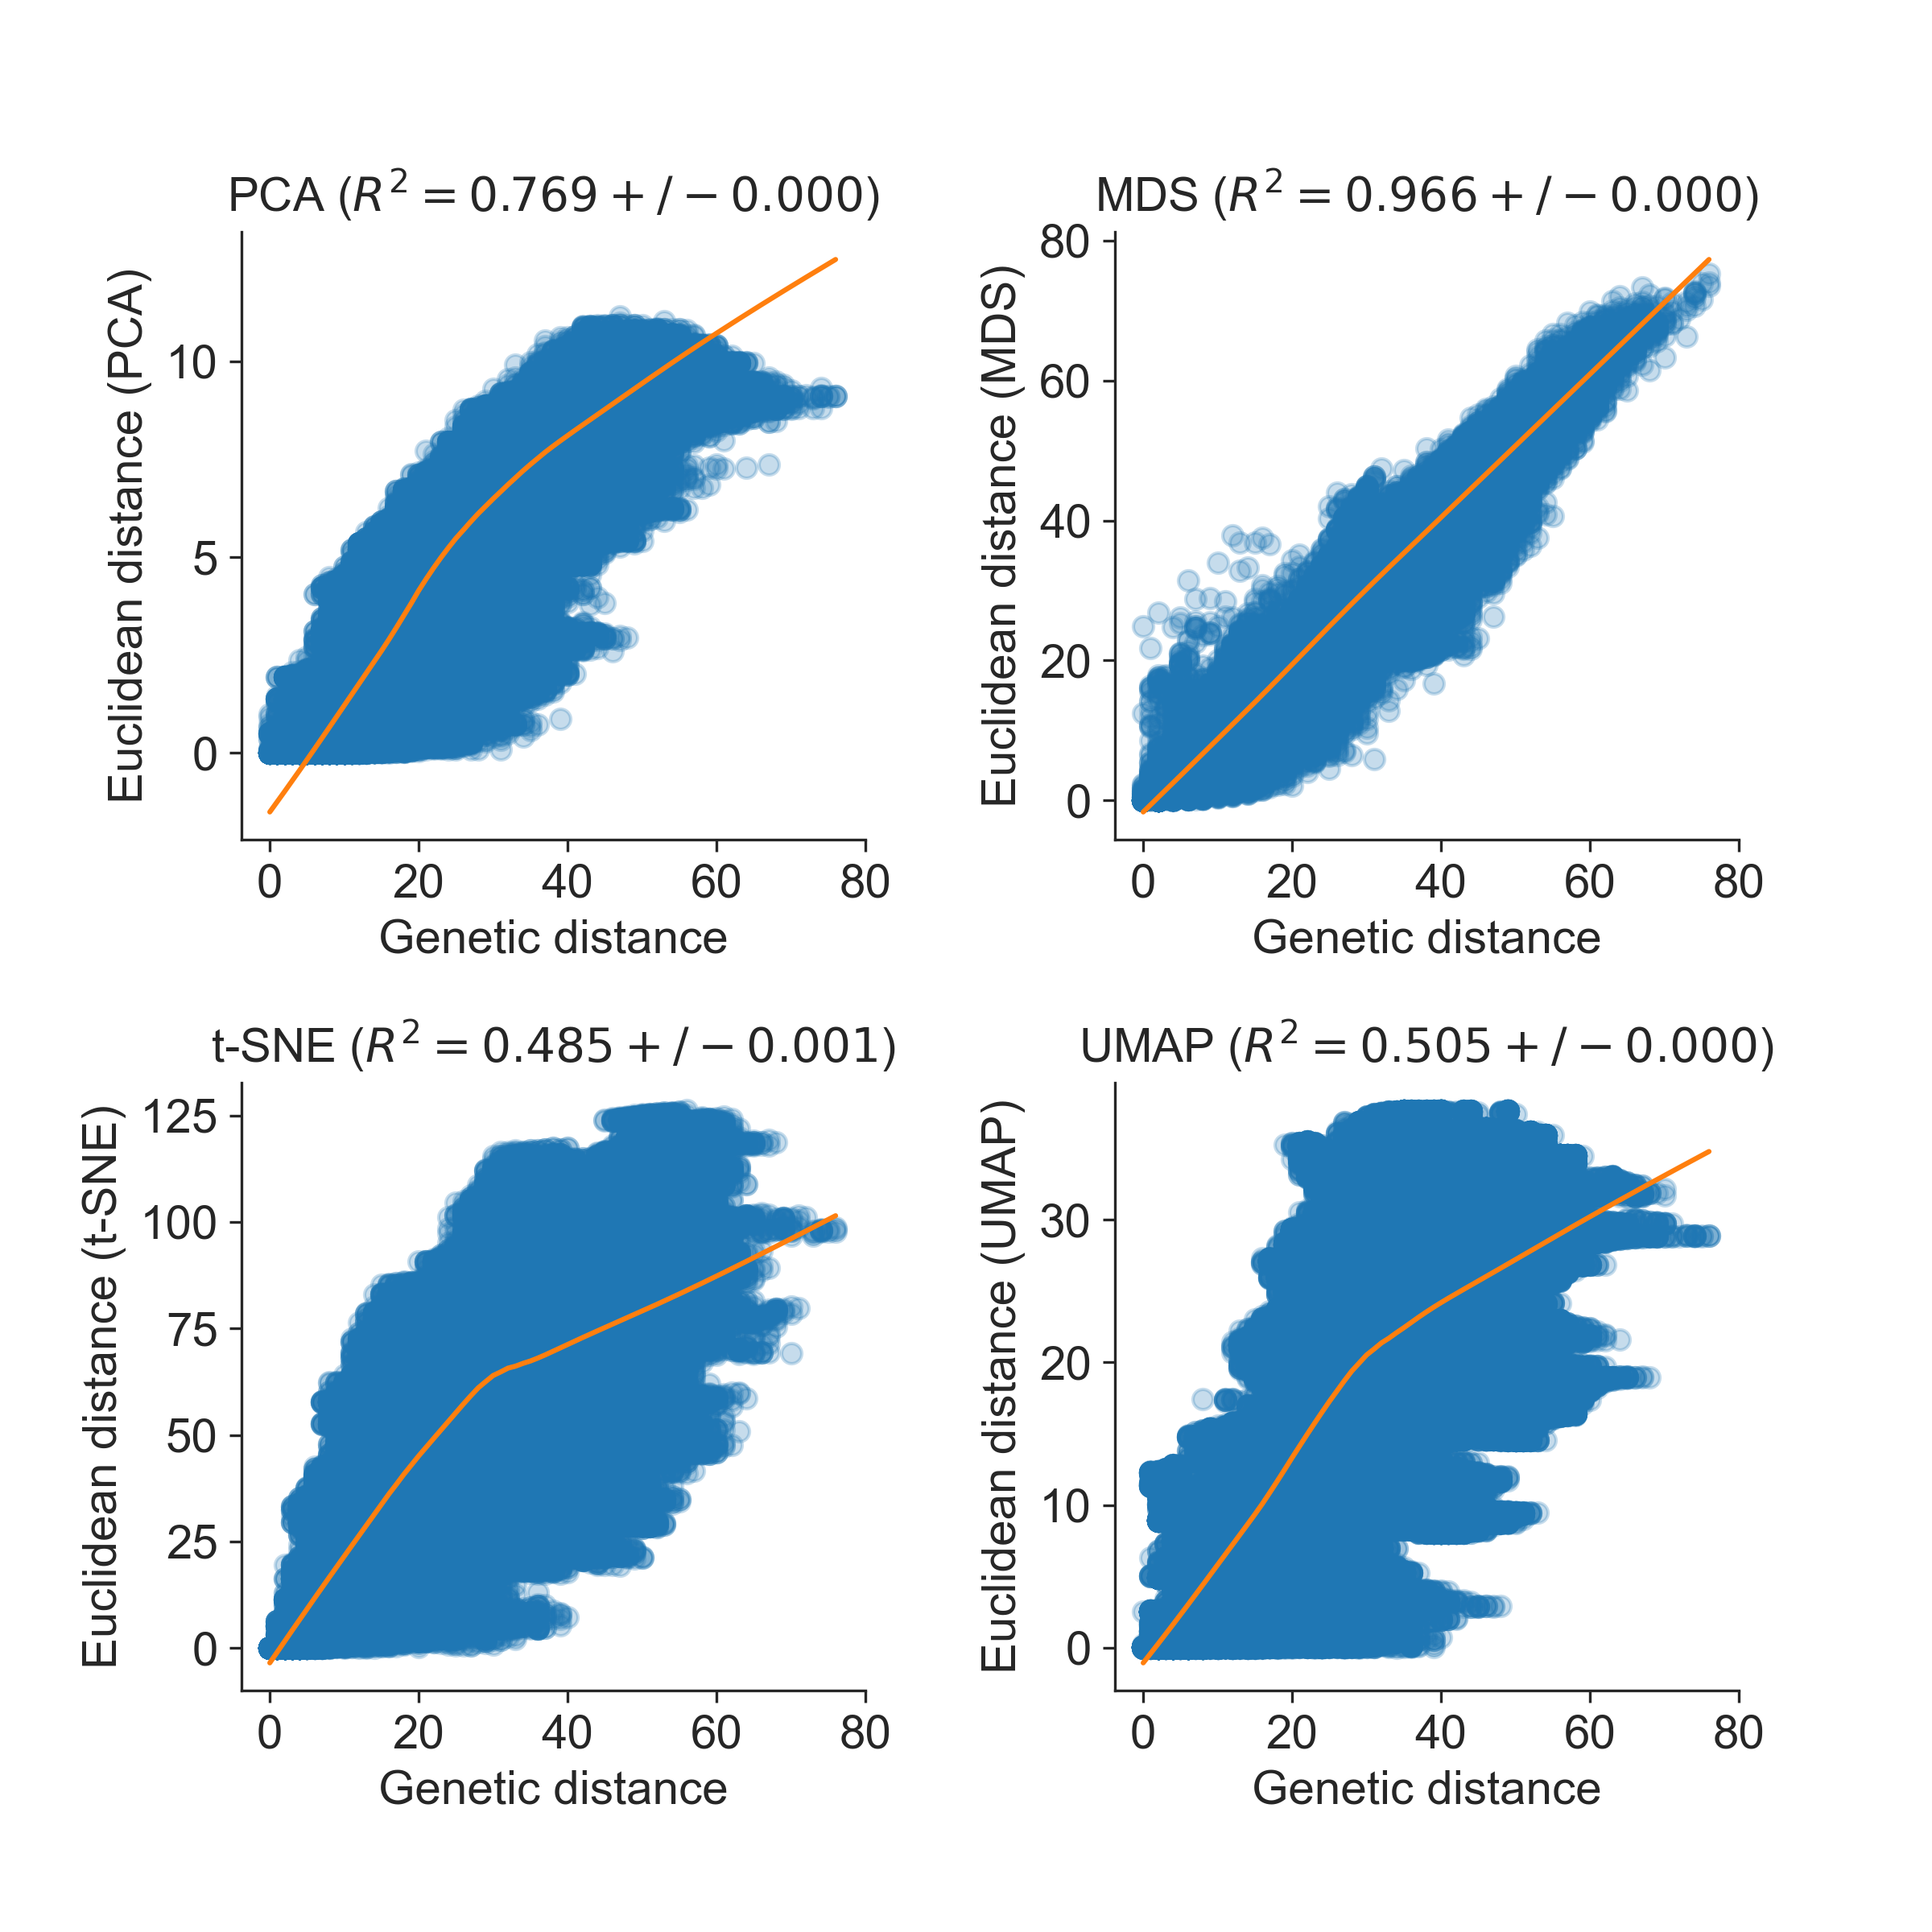 PCA (R² = 0.769 + / − 0.000)
Euclidean distance (PCA)
10
5
0
0 20 40 60 80
Genetic distance
MDS (R² = 0.966 + / − 0.000)
Euclidean distance (MDS)
80
60
40
20
0
0 20 40 60 80
Genetic distance
t-SNE (R² = 0.485 + / − 0.001)
Euclidean distance (t-SNE)
125
100
75
50
25
0
0 20 40 60 80
Genetic distance
UMAP (R² = 0.505 + / − 0.000)
Euclidean distance (UMAP)
30
20
10
0
0 20 40 60 80
Genetic distance